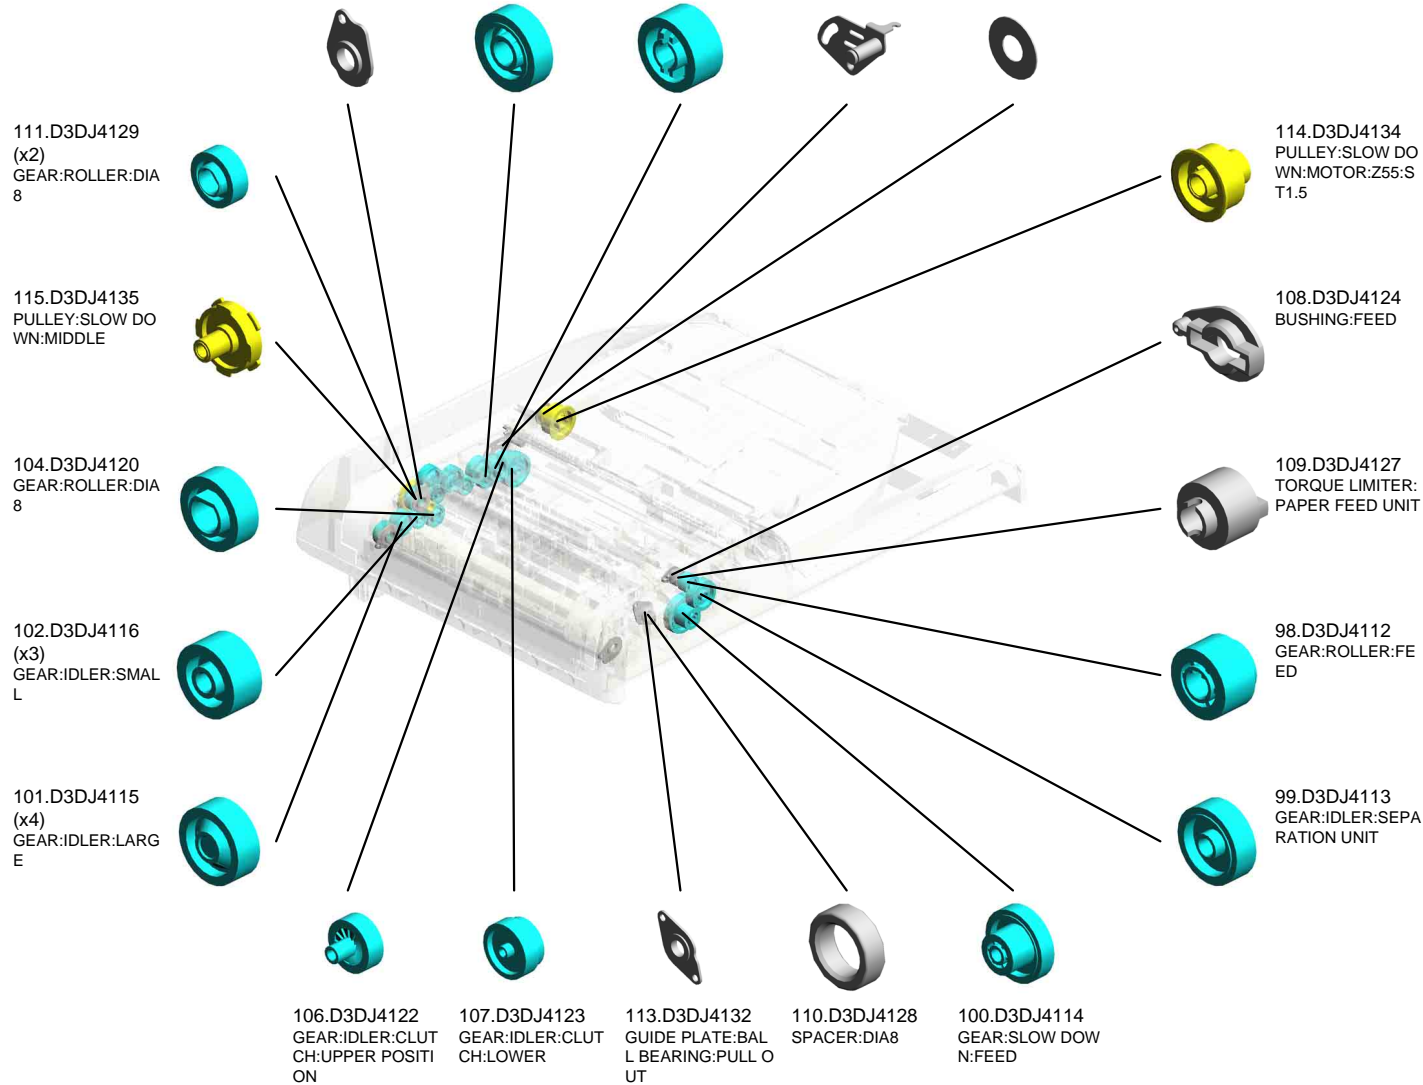 111.D3DJ4129
(x2)
GEAR:ROLLER:DIA
8
115.D3DJ4135
PULLEY:SLOW DO
WN:MIDDLE
104.D3DJ4120
GEAR:ROLLER:DIA
8
102.D3DJ4116
(x3)
GEAR:IDLER:SMAL
L
101.D3DJ4115
(x4)
GEAR:IDLER:LARG
E
106.D3DJ4122
GEAR:IDLER:CLUT
CH:UPPER POSITI
ON
107.D3DJ4123
GEAR:IDLER:CLUT
CH:LOWER
113.D3DJ4132
GUIDE PLATE:BAL
L BEARING:PULL O
UT
110.D3DJ4128
SPACER:DIA8
100.D3DJ4114
GEAR:SLOW DOW
N:FEED
114.D3DJ4134
PULLEY:SLOW DO
WN:MOTOR:Z55:S
T1.5
108.D3DJ4124
BUSHING:FEED
109.D3DJ4127
TORQUE LIMITER:
PAPER FEED UNIT
98.D3DJ4112
GEAR:ROLLER:FE
ED
99.D3DJ4113
GEAR:IDLER:SEPA
RATION UNIT